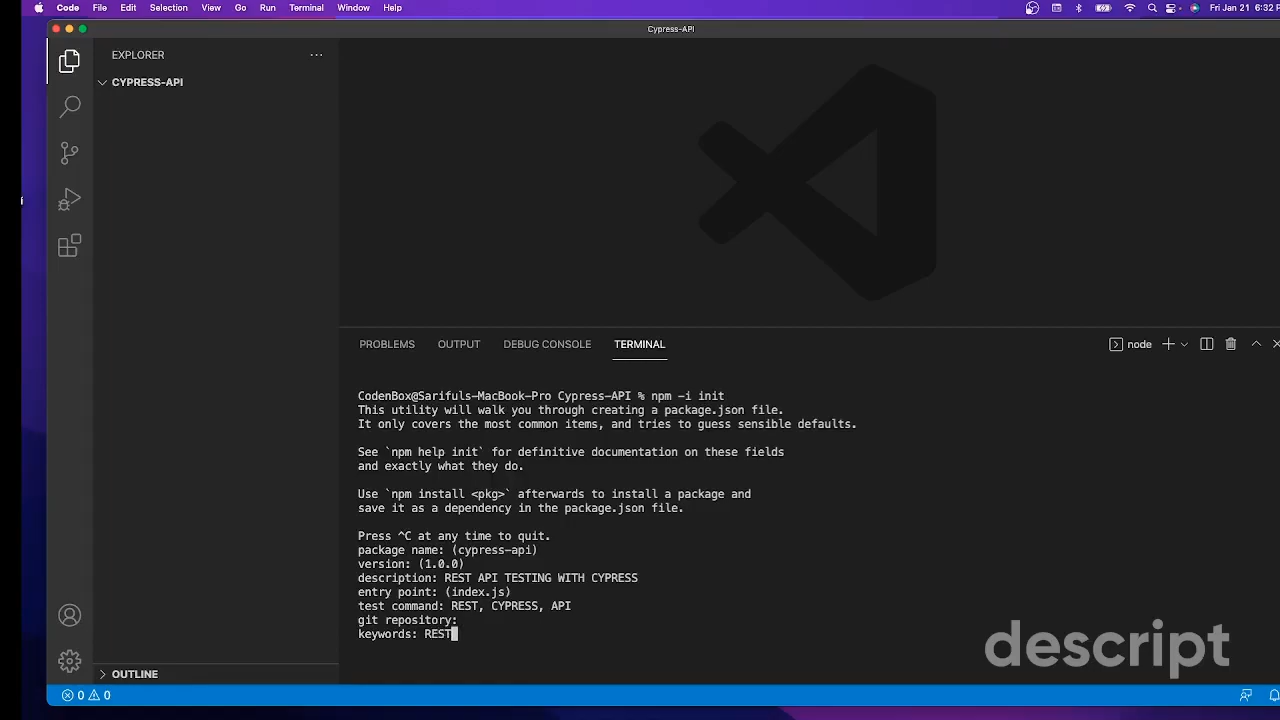 Code File Edit Selection View Go Run Terminal Window Help Fri Jan 21 6:32 P
Cypress-API
EXPLORER
CYPRESS-API
PROBLEMS OUTPUT DEBUG CONSOLE TERMINAL node
CodenBox@Sarifuls-MacBook-Pro Cypress-API % npm -i init
This utility will walk you through creating a package.json file.
It only covers the most common items, and tries to guess sensible defaults.
See `npm help init` for definitive documentation on these fields
and exactly what they do.
Use `npm install <pkg>` afterwards to install a package and
save it as a dependency in the package.json file.
Press ^C at any time to quit.
package name: (cypress-api)
version: (1.0.0)
description: REST API TESTING WITH CYPRESS
entry point: (index.js)
test command: REST, CYPRESS, API
git repository:
keywords: REST
descript
OUTLINE
0 0